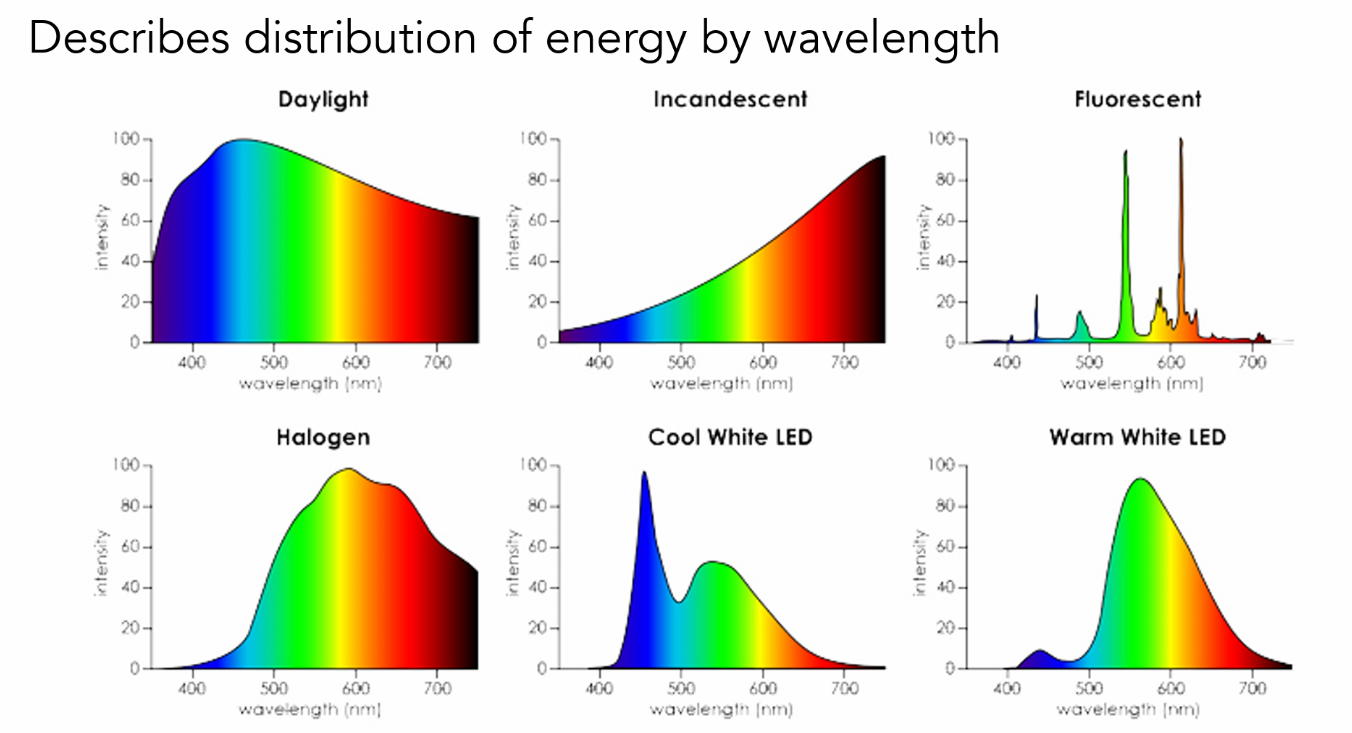 Describes distribution of energy by wavelength
Daylight
Incandescent
Fluorescent
100
80
60
40
20
0
intensity
400 500 600 700
wavelength (nm)
100
80
60
40
20
0
intensity
400 500 600 700
wavelength (nm)
100
80
60
40
20
0
intensity
400 500 600 700
wavelength (nm)
Halogen
Cool White LED
Warm White LED
100
80
60
40
20
0
intensity
400 500 600 700
wavelength (nm)
100
80
60
40
20
0
intensity
400 500 600 700
wavelength (nm)
100
80
60
40
20
0
intensity
400 500 600 700
wavelength (nm)